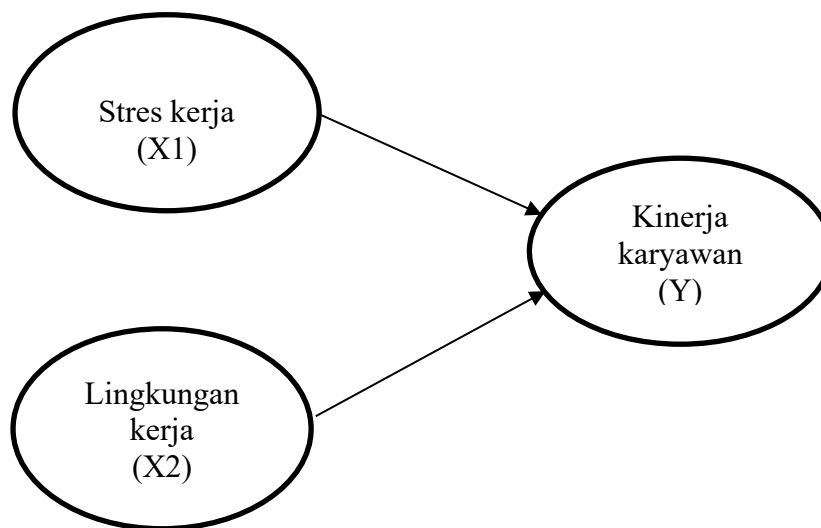 Stres kerja
(X1)
Kinerja
karyawan
(Y)
Lingkungan
kerja
(X2)